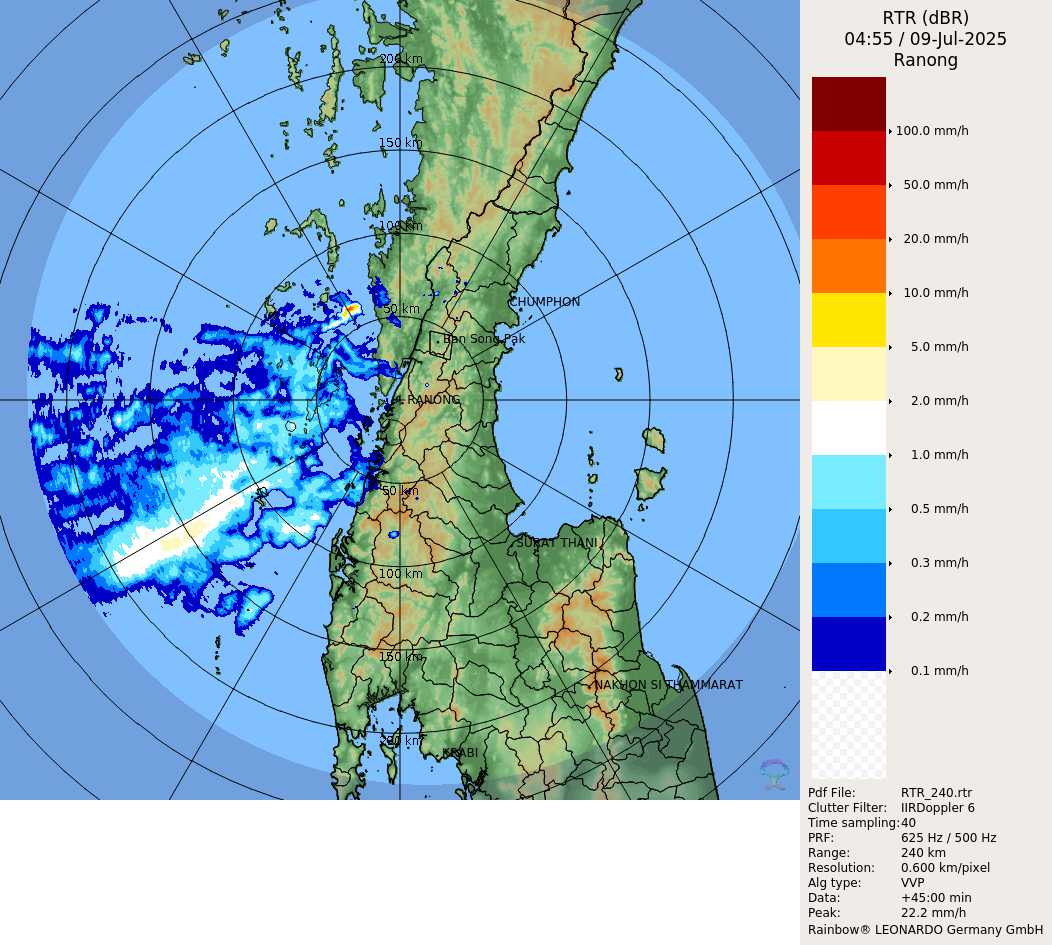 RTR (dBR)
04:55 / 09-Jul-2025
Ranong
200 km
150 km
100 km
50 km
CHUMPHON
Ban Song Pak
RANONG
50 km
SURAT THANI
100 km
150 km
NAKHON SI THAMMARAT
200 km
KRABI
100.0 mm/h
50.0 mm/h
20.0 mm/h
10.0 mm/h
5.0 mm/h
2.0 mm/h
1.0 mm/h
0.5 mm/h
0.3 mm/h
0.2 mm/h
0.1 mm/h
Pdf File: RTR_240.rtr
Clutter Filter: IIRDoppler 6
Time sampling:40
PRF: 625 Hz / 500 Hz
Range: 240 km
Resolution: 0.600 km/pixel
Alg type: VVP
Data: +45:00 min
Peak: 22.2 mm/h
Rainbow® LEONARDO Germany GmbH